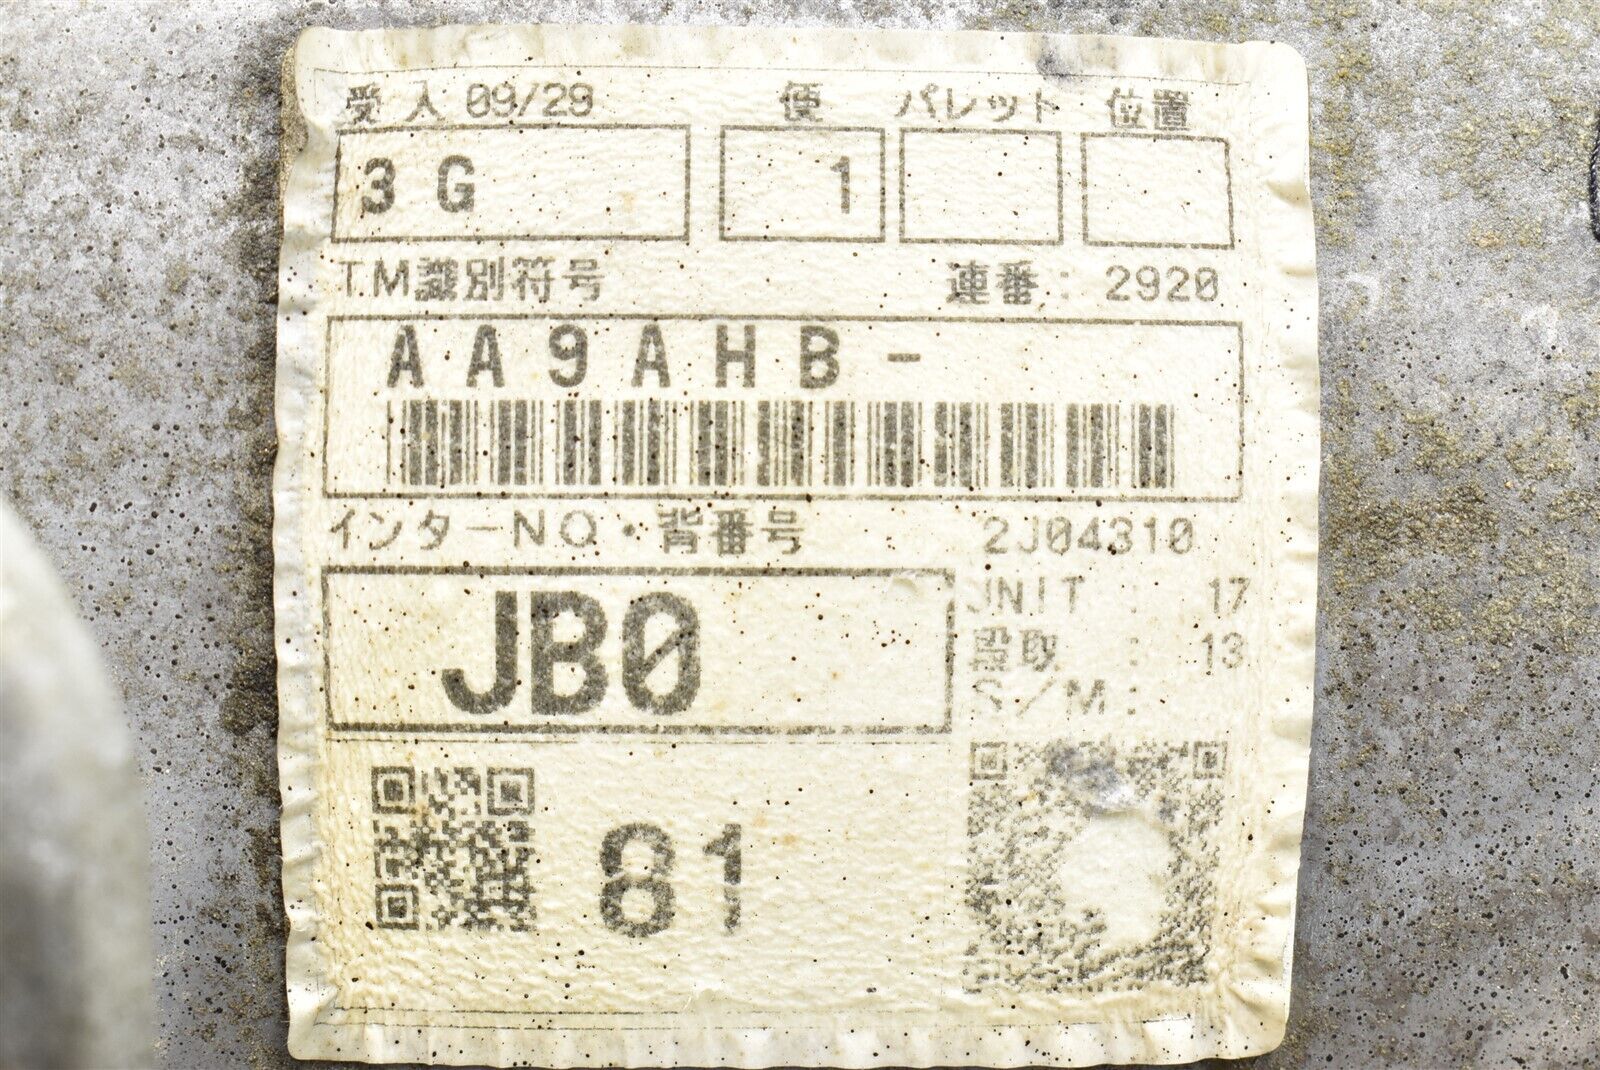 受入 09/29 便 パレット 位置
3G 1
TM識別符号 連番: 2920
AA9AHB-
インターNO・背番号 2J04310
JB0 UNIT : 17
段取 : 13
S/M:
81